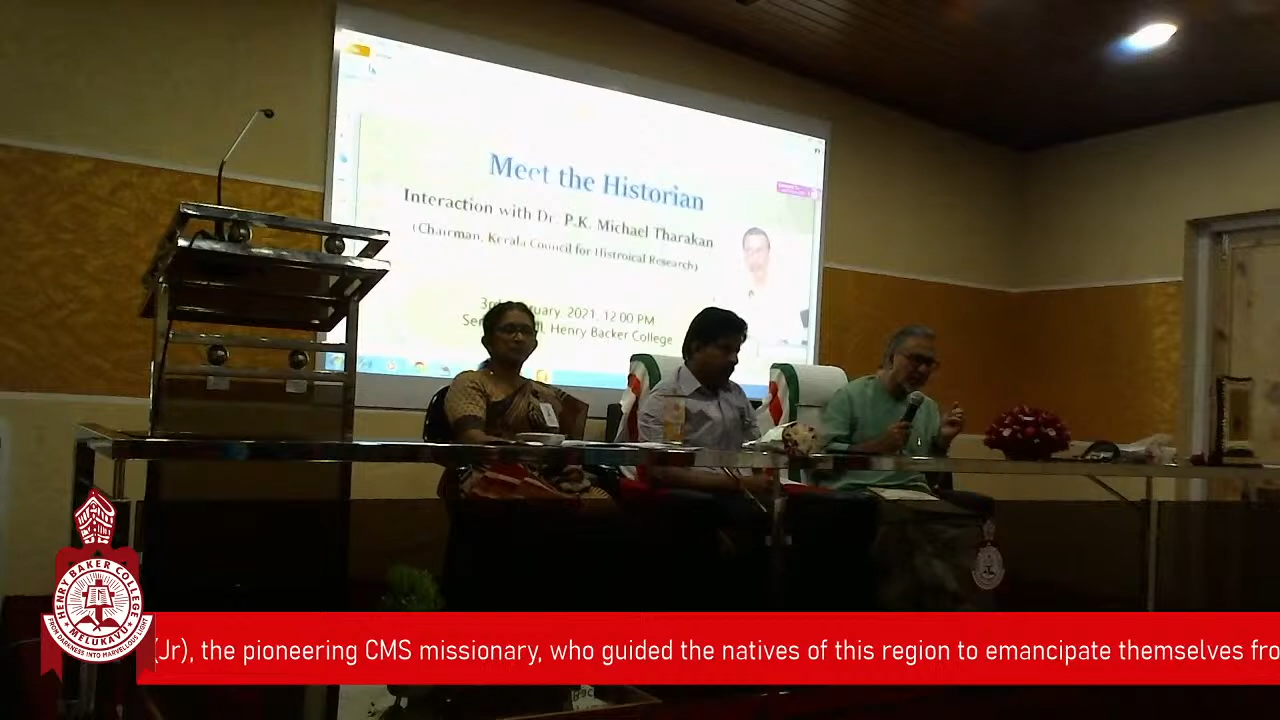 Meet the Historian
Interaction with Dr. P.K. Michael Tharakan
(Chairman, Kerala Council for Histroical Research)
2021, 12:00 PM
Henry Backer College
HENRY BAKER COLLEGE
MELUKAVU
FROM DARKNESS INTO MARVELLOUS LIGHT
(Jr), the pioneering CMS missionary, who guided the natives of this region to emancipate themselves fro